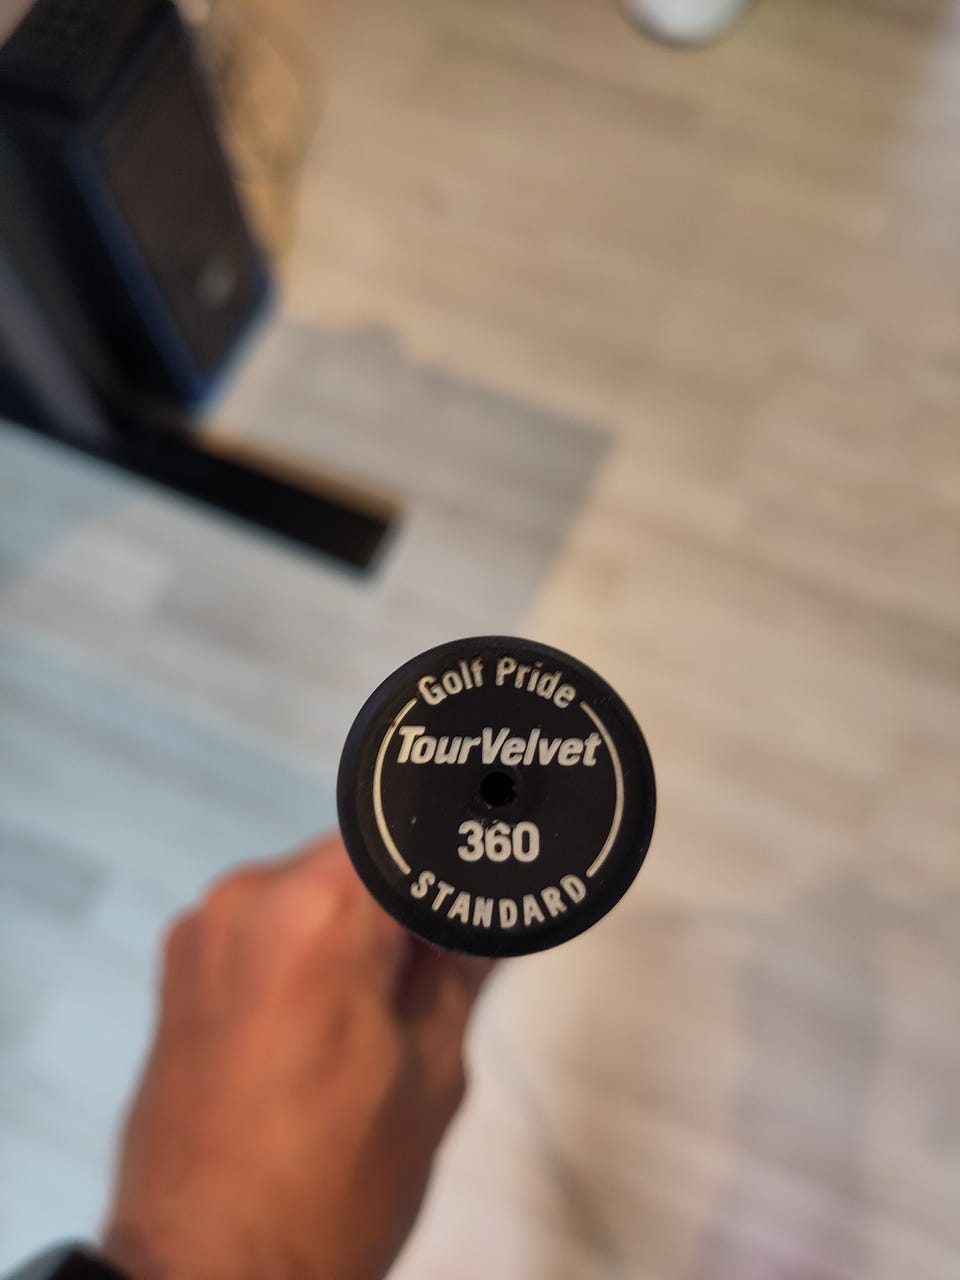 Golf Pride
TourVelvet
360
STANDARD